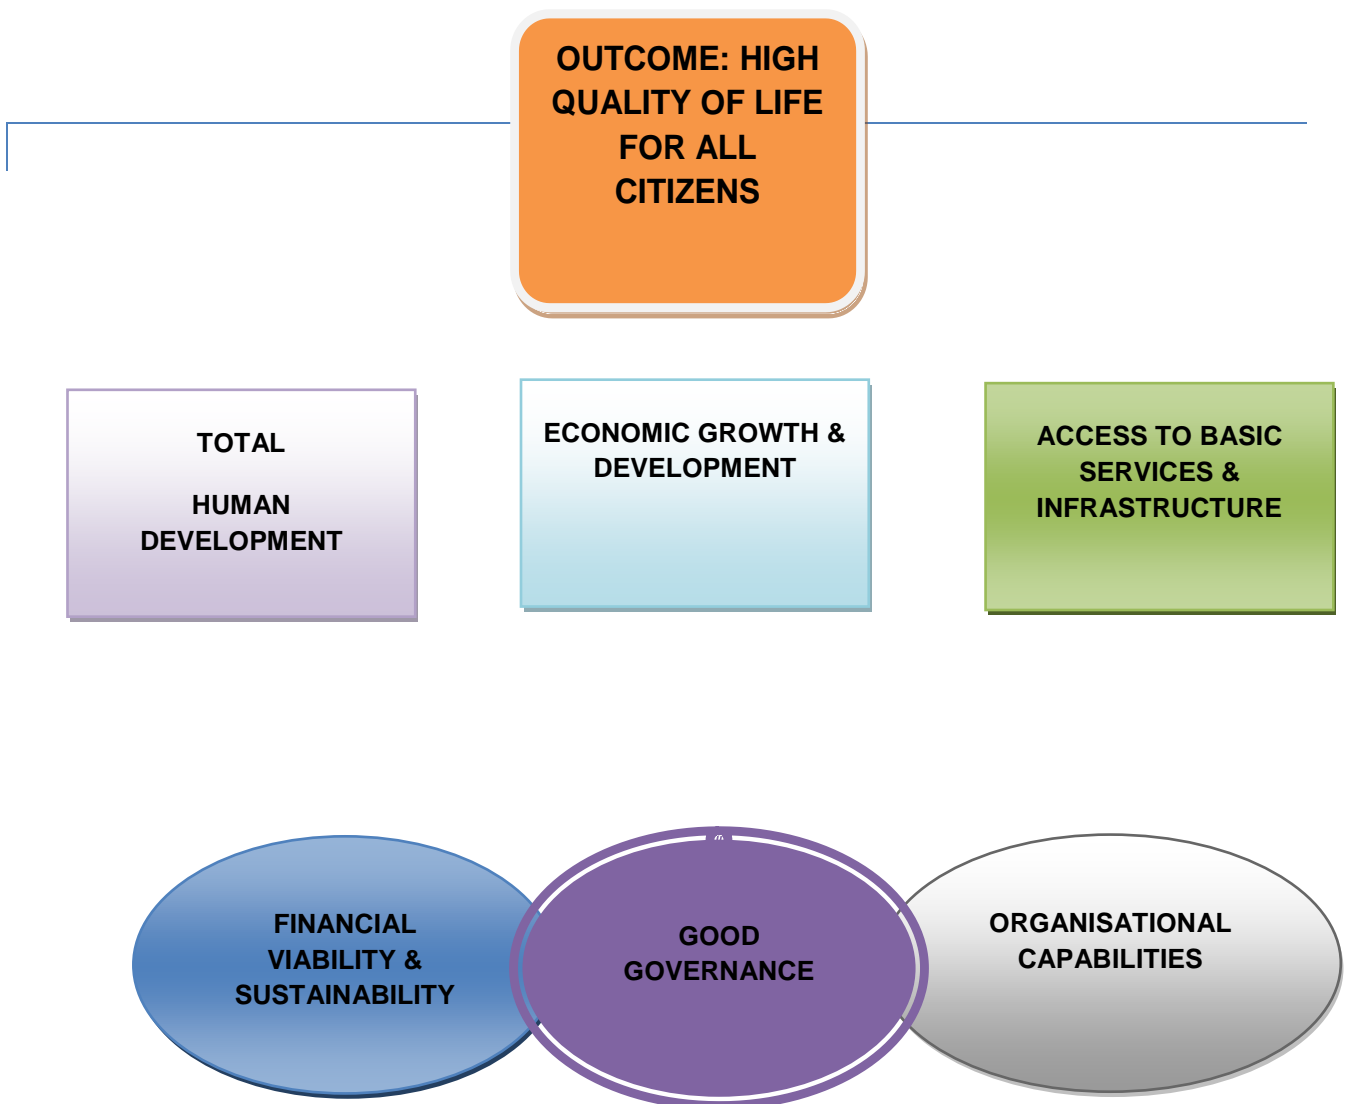 OUTCOME: HIGH
QUALITY OF LIFE
FOR ALL
CITIZENS
TOTAL
HUMAN
DEVELOPMENT
ECONOMIC GROWTH &
DEVELOPMENT
ACCESS TO BASIC
SERVICES &
INFRASTRUCTURE
FINANCIAL
VIABILITY &
SUSTAINABILITY
GOOD
GOVERNANCE
ORGANISATIONAL
CAPABILITIES